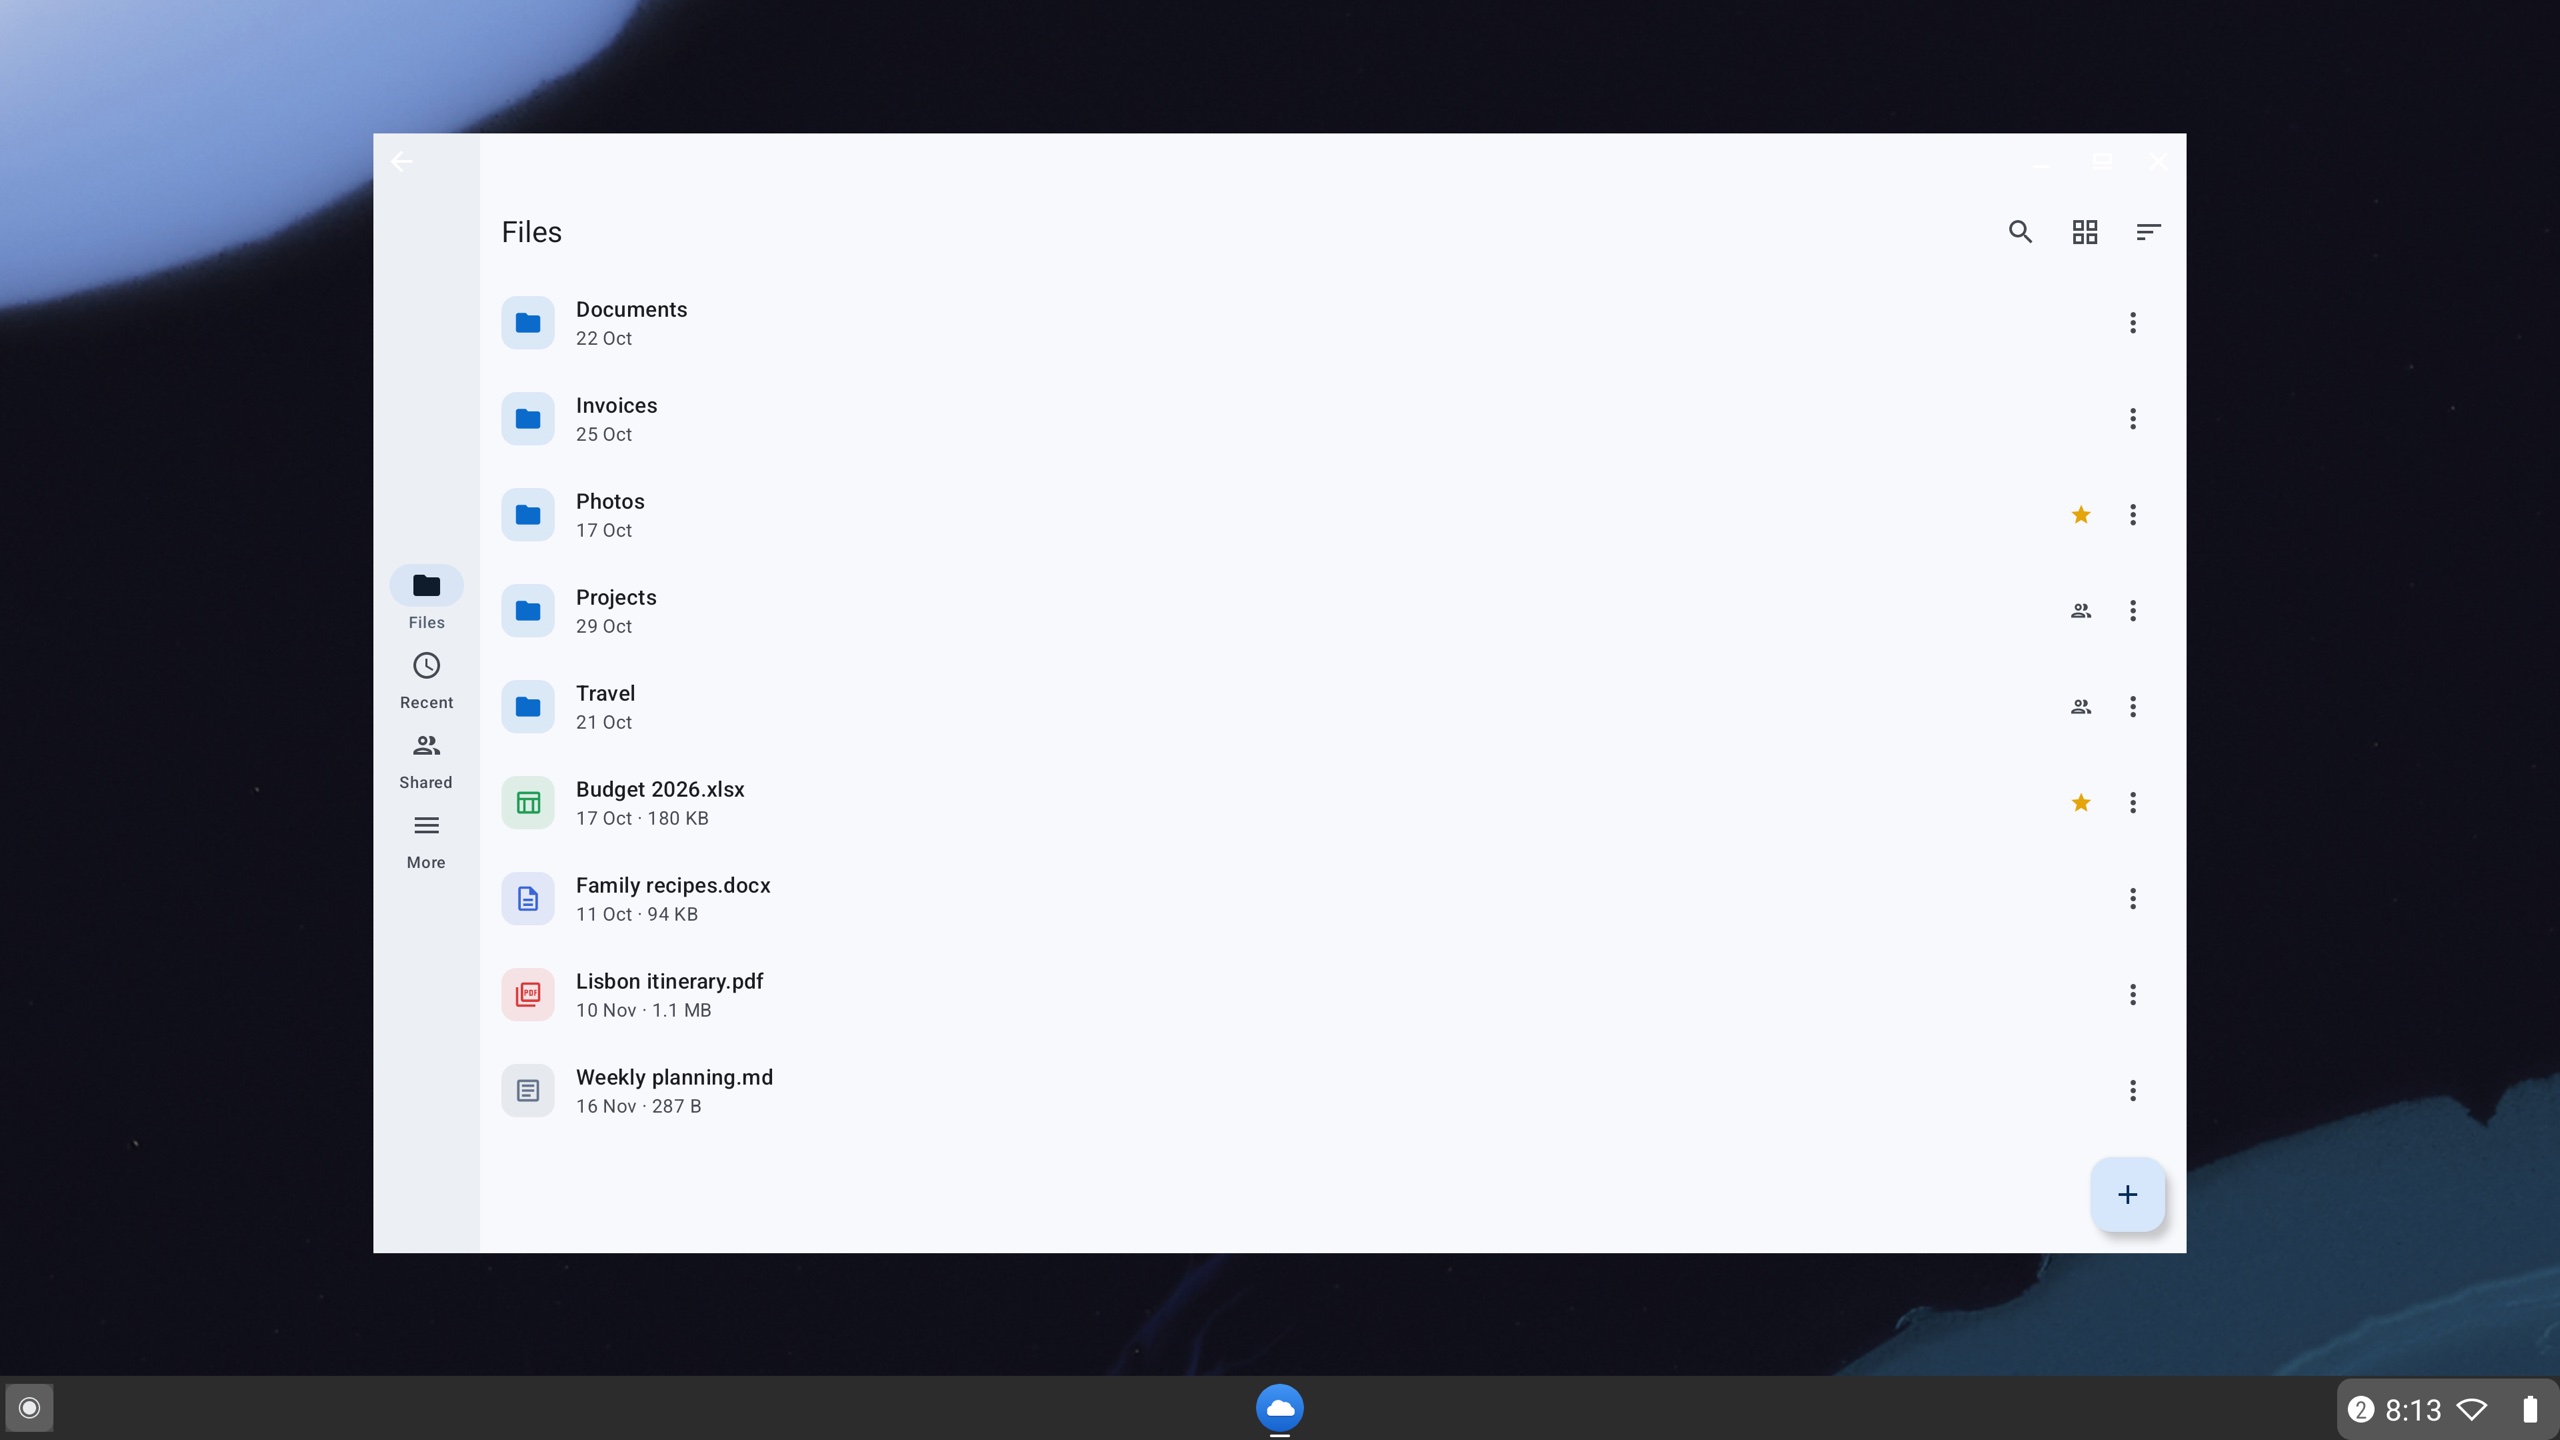 Files
Documents
22 Oct
Invoices
25 Oct
Photos
17 Oct
Projects
29 Oct
Travel
21 Oct
Budget 2026.xlsx
17 Oct · 180 KB
Family recipes.docx
11 Oct · 94 KB
Lisbon itinerary.pdf
10 Nov · 1.1 MB
Weekly planning.md
16 Nov · 287 B
Files
Recent
Shared
More
PDF
2 8:13